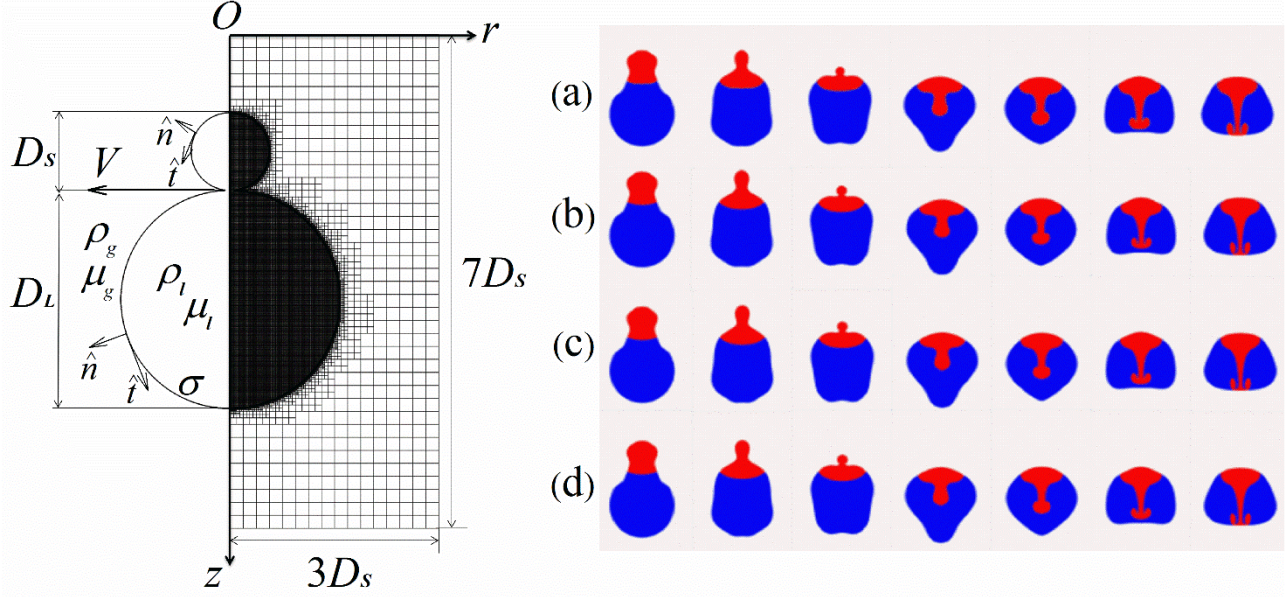 O
r
Ds
n̂
t̂
V
ρg
μg
DL
ρl
μl
n̂
t̂
σ
7Ds
3Ds
z
(a)
(b)
(c)
(d)